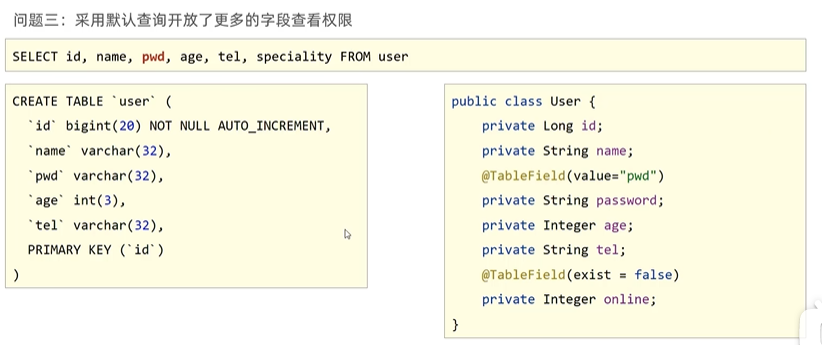 问题三：采用默认查询开放了更多的字段查看权限
SELECT id, name, pwd, age, tel, speciality FROM user
CREATE TABLE `user` (
`id` bigint(20) NOT NULL AUTO_INCREMENT,
`name` varchar(32),
`pwd` varchar(32),
`age` int(3),
`tel` varchar(32),
PRIMARY KEY (`id`)
)
public class User {
private Long id;
private String name;
@TableField(value="pwd")
private String password;
private Integer age;
private String tel;
@TableField(exist = false)
private Integer online;
}